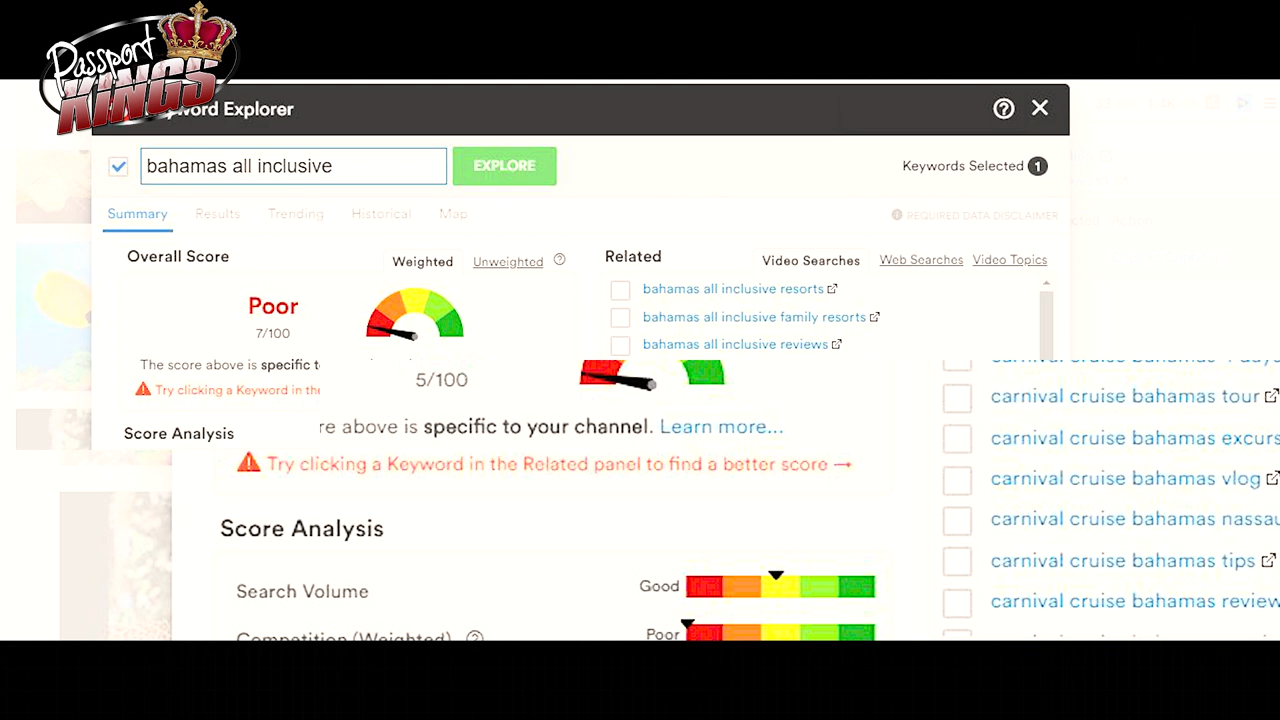 Passport
KINGS
word Explorer
bahamas all inclusive
EXPLORE
Keywords Selected 1
Summary Results Trending Historical Map
REQUIRED DATA DISCLAIMER
Overall Score
Weighted Unweighted
Related
Video Searches Web Searches Video Topics
Poor
7/100
bahamas all inclusive resorts
bahamas all inclusive family resorts
bahamas all inclusive reviews
The score above is specific t
Try clicking a Keyword in the
5/100
Score Analysis
re above is specific to your channel. Learn more...
Try clicking a Keyword in the Related panel to find a better score →
Score Analysis
Search Volume
Good
Competition (Weighted)
Poor
carnival cruise bahamas tour
carnival cruise bahamas excurs
carnival cruise bahamas vlog
carnival cruise bahamas nassau
carnival cruise bahamas tips
carnival cruise bahamas review